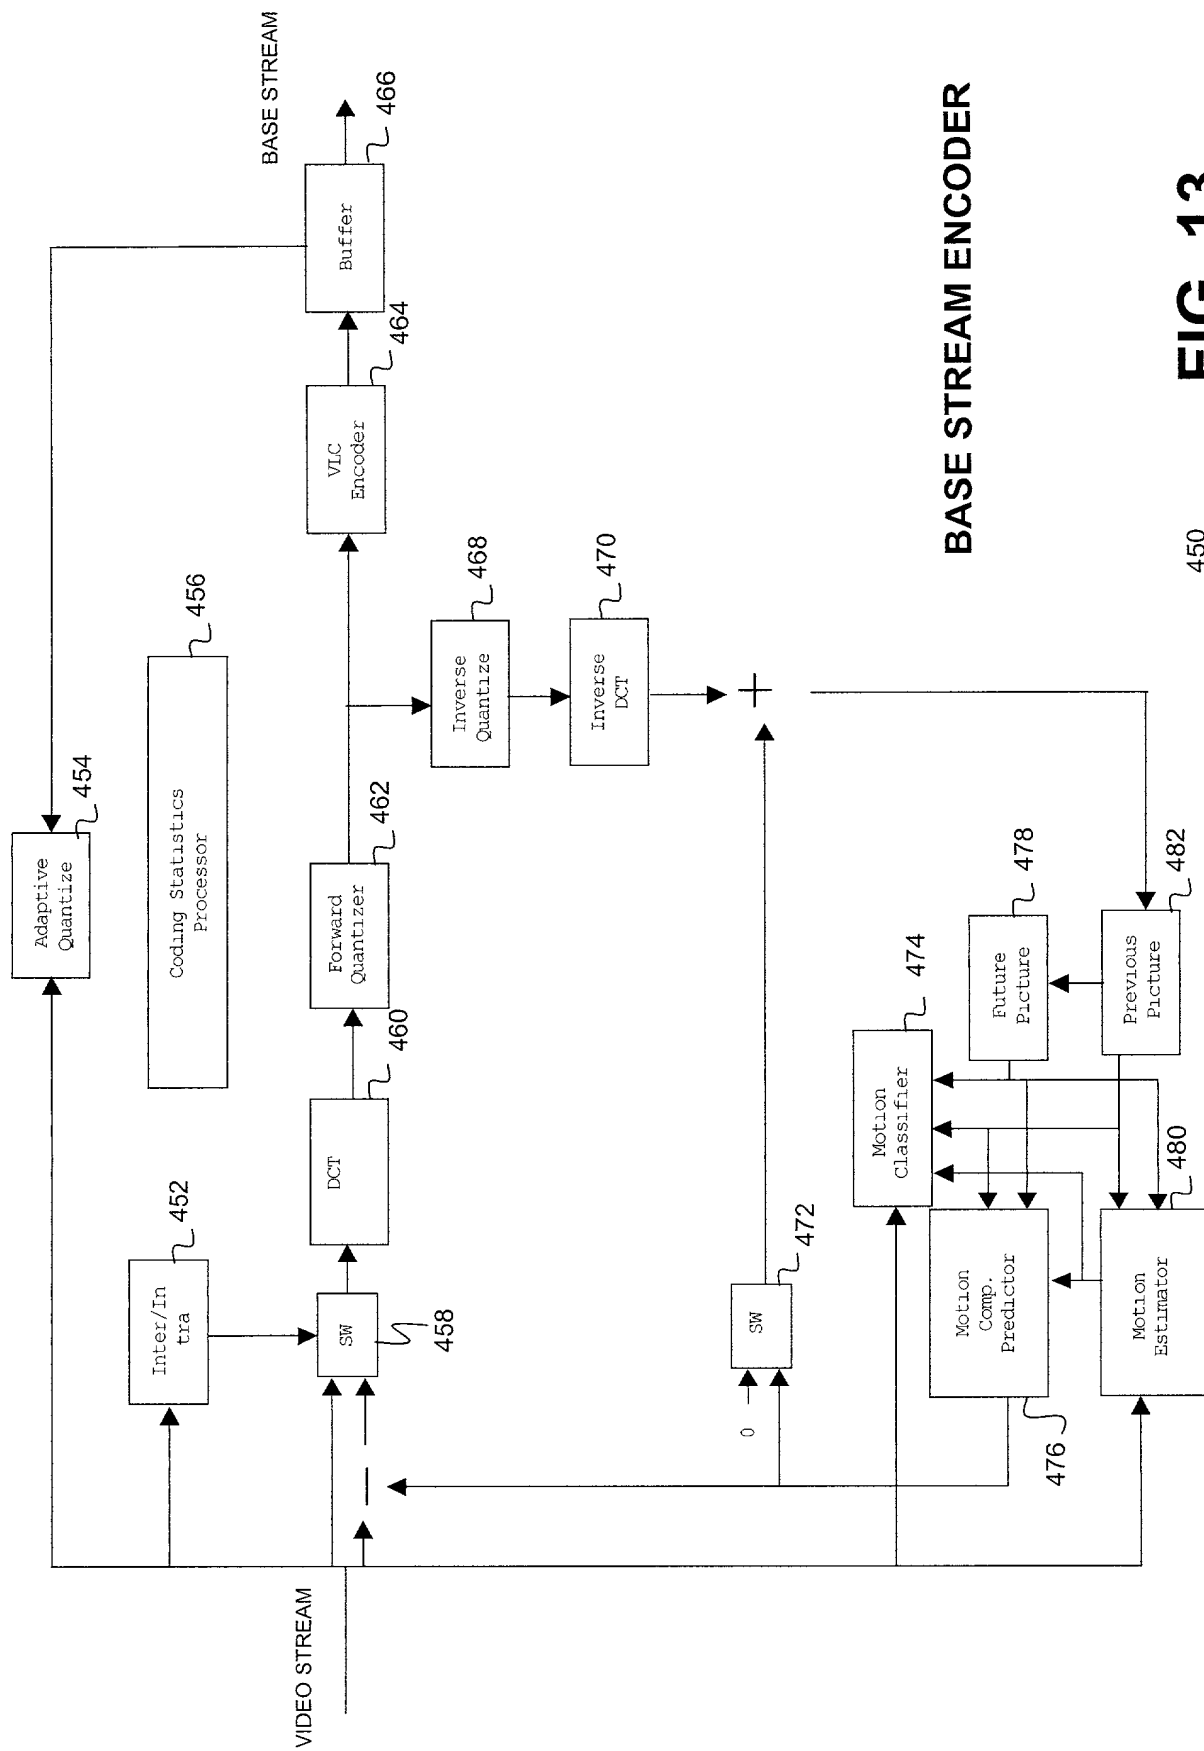 BASE STREAM
Adaptive
Quantize
454
Coding Statistics
Processor
456
Inter/In
tra
452
VIDEO STREAM
SW
458
DCT
460
Forward
Quantizer
462
VLC
Encoder
464
Buffer
466
Inverse
Quantize
468
Inverse
DCT
470
+
0
SW
472
Motion
Classifier
474
Motion
Comp.
Predictor
476
Future
Picture
478
Motion
Estimator
480
Previous
Picture
482
BASE STREAM ENCODER
450
FIG 13